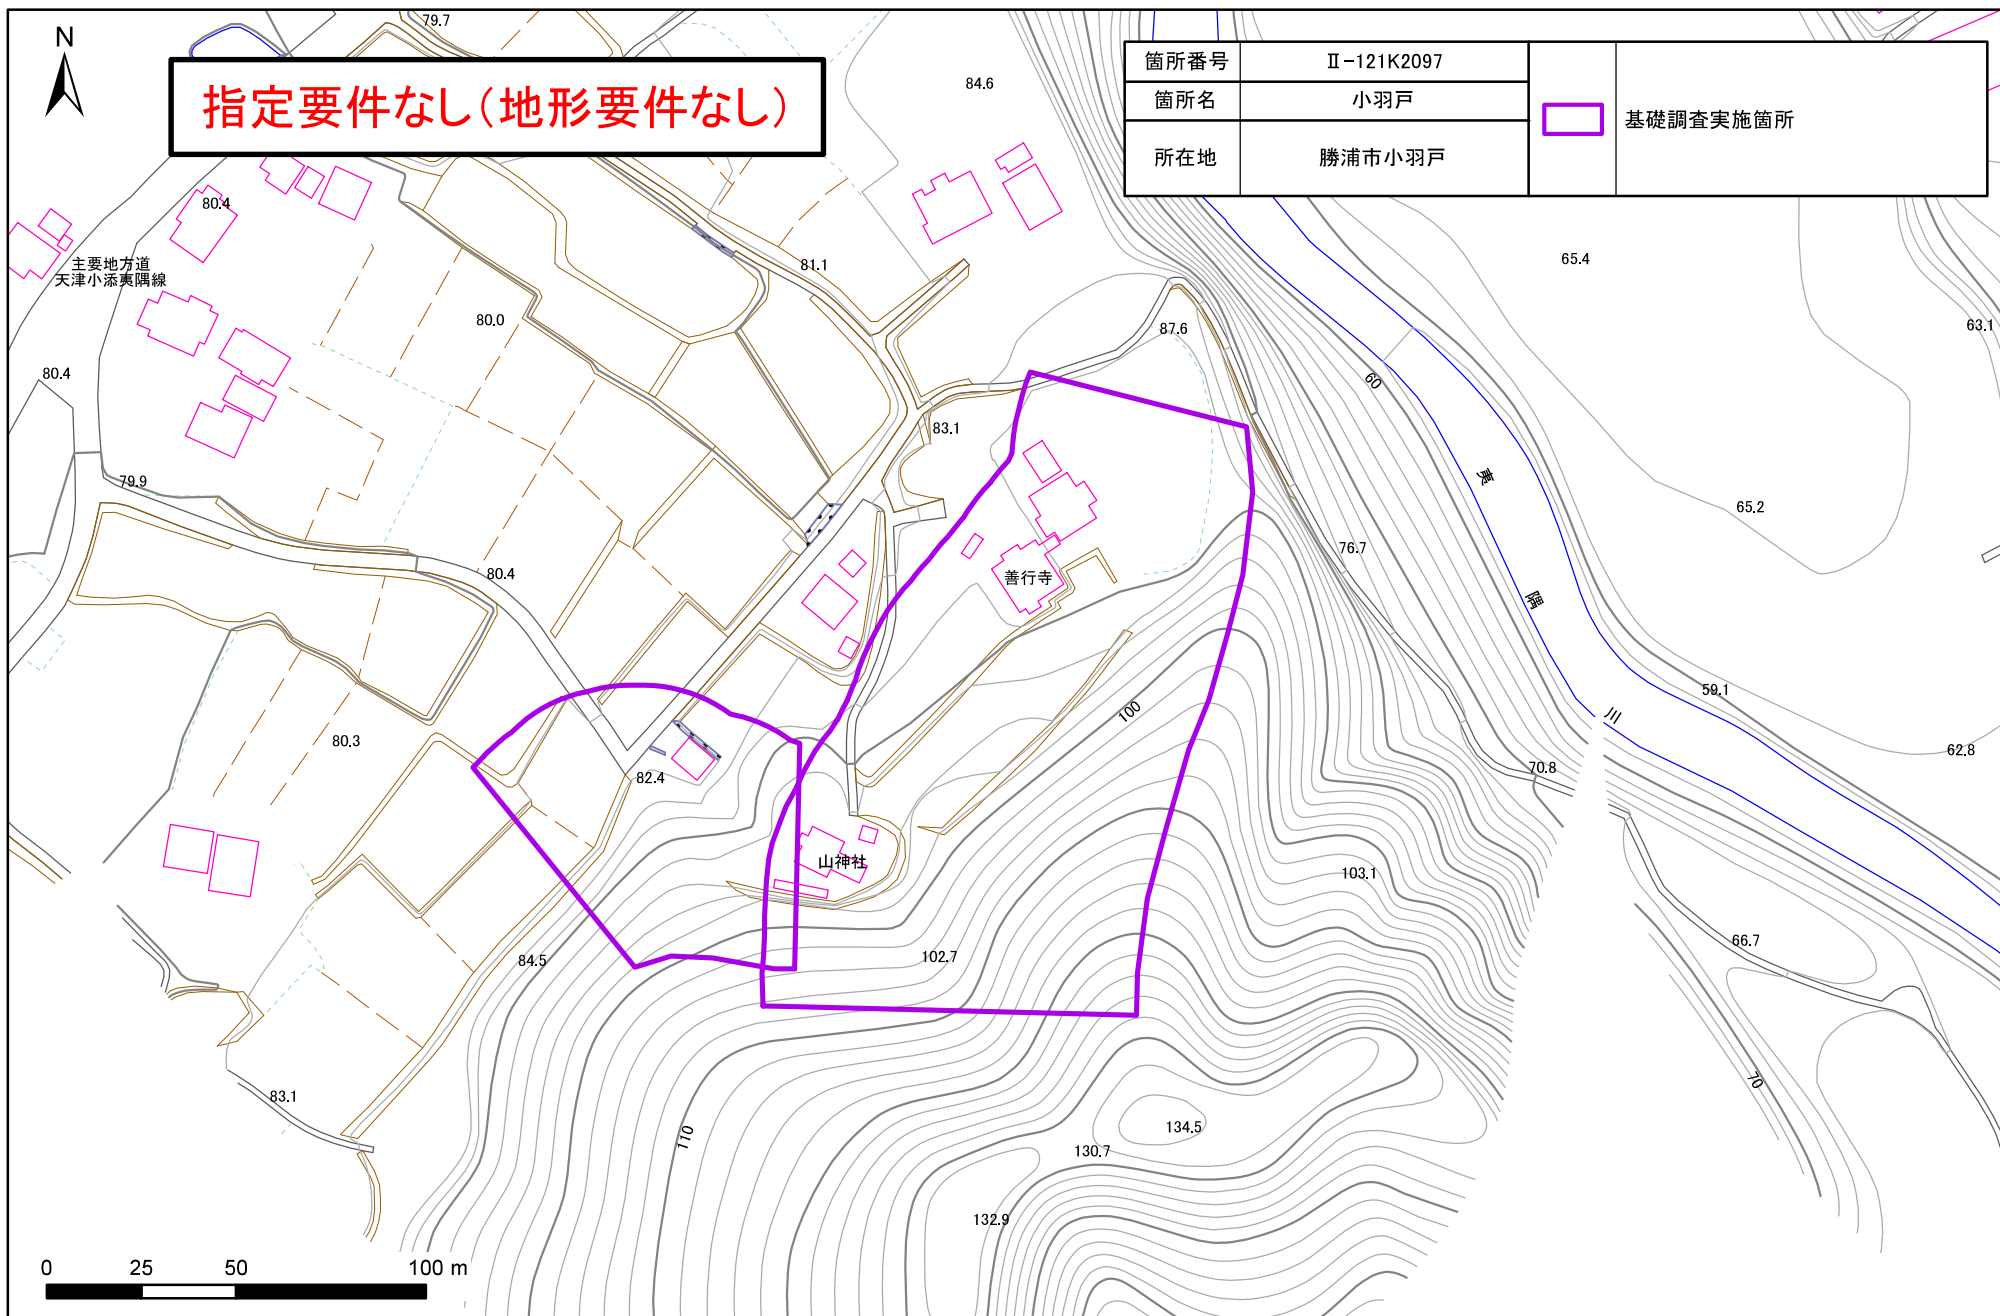 N
指定要件なし（地形要件なし）
箇所番号 Ⅱ-121K2097
箇所名 小羽戸
所在地 勝浦市小羽戸
基礎調査実施箇所
79.7
84.6
80.4
主要地方道
天津小湊夷隅線
81.1
65.4
80.0
87.6
63.1
80.4
60
83.1
夷
79.9
65.2
76.7
80.4
善行寺
隅
59.1
100
川
80.3
62.8
82.4
70.8
山神社
103.1
84.5
102.7
66.7
83.1
70
110
134.5
130.7
132.9
0 25 50 100 m